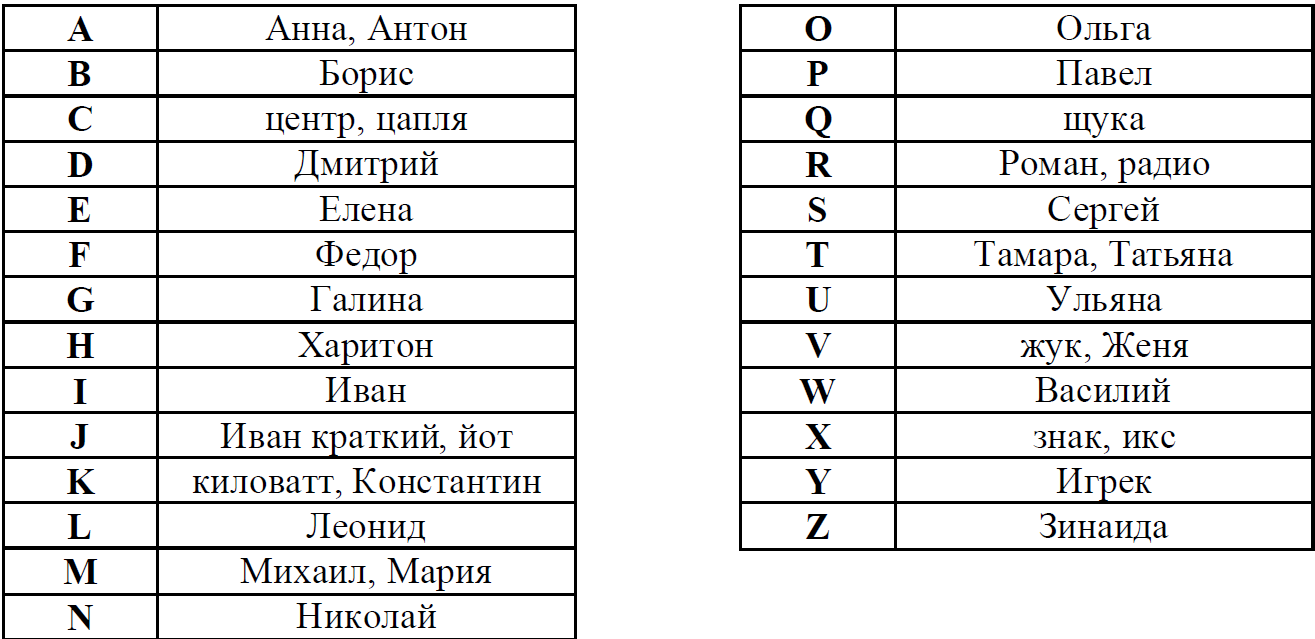 A Анна, Антон
B Борис
C центр, цапля
D Дмитрий
E Елена
F Федор
G Галина
H Харитон
I Иван
J Иван краткий, йот
K киловатт, Константин
L Леонид
M Михаил, Мария
N Николай
O Ольга
P Павел
Q щука
R Роман, радио
S Сергей
T Тамара, Татьяна
U Ульяна
V жук, Женя
W Василий
X знак, икс
Y Игрек
Z Зинаида